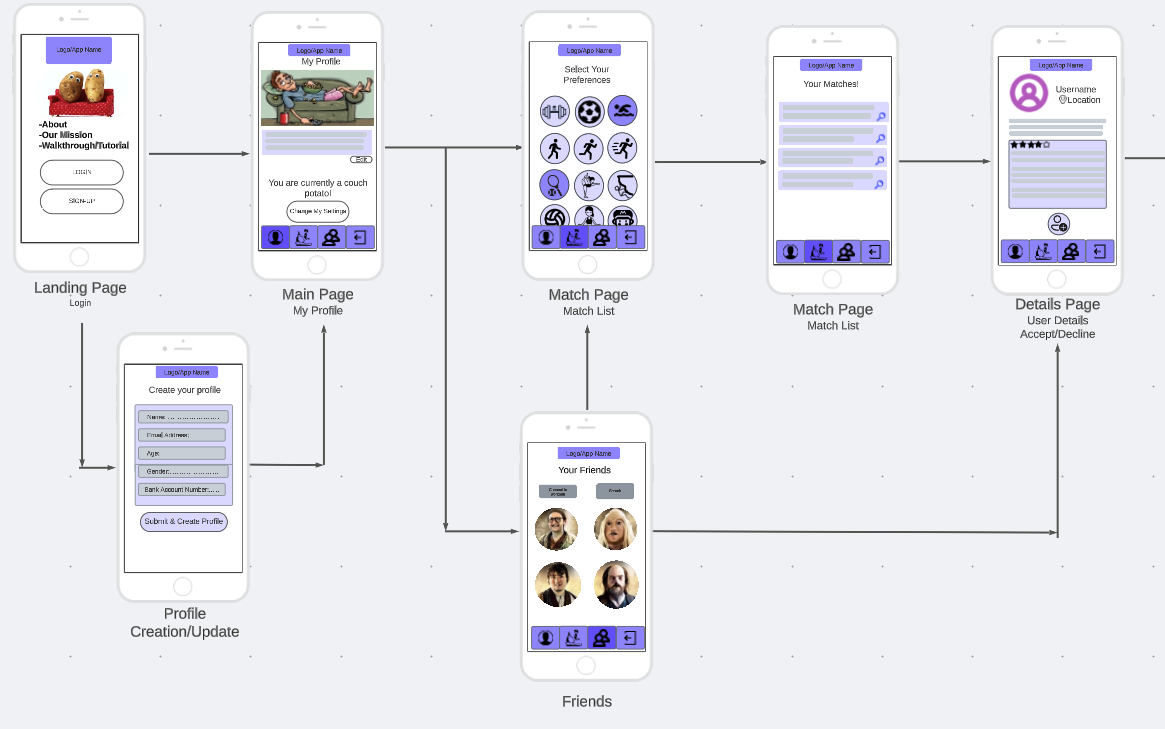 Logo/App Name
-About
-Our Mission
-Walkthrough/Tutorial
LOGIN
SIGN-UP
Landing Page
Login
Logo/App Name
My Profile
Edit
You are currently a couch
potato!
Change My Settings
Main Page
My Profile
Logo/App Name
Select Your
Preferences
Match Page
Match List
Logo/App Name
Your Matches!
Match Page
Match List
Logo/App Name
Username
Location
Details Page
User Details
Accept/Decline
Logo/App Name
Create your profile
Name:......................
Email Address:
Age:
Gender:......................
Bank Account Number:.....
Submit & Create Profile
Profile
Creation/Update
Logo/App Name
Your Friends
Friends